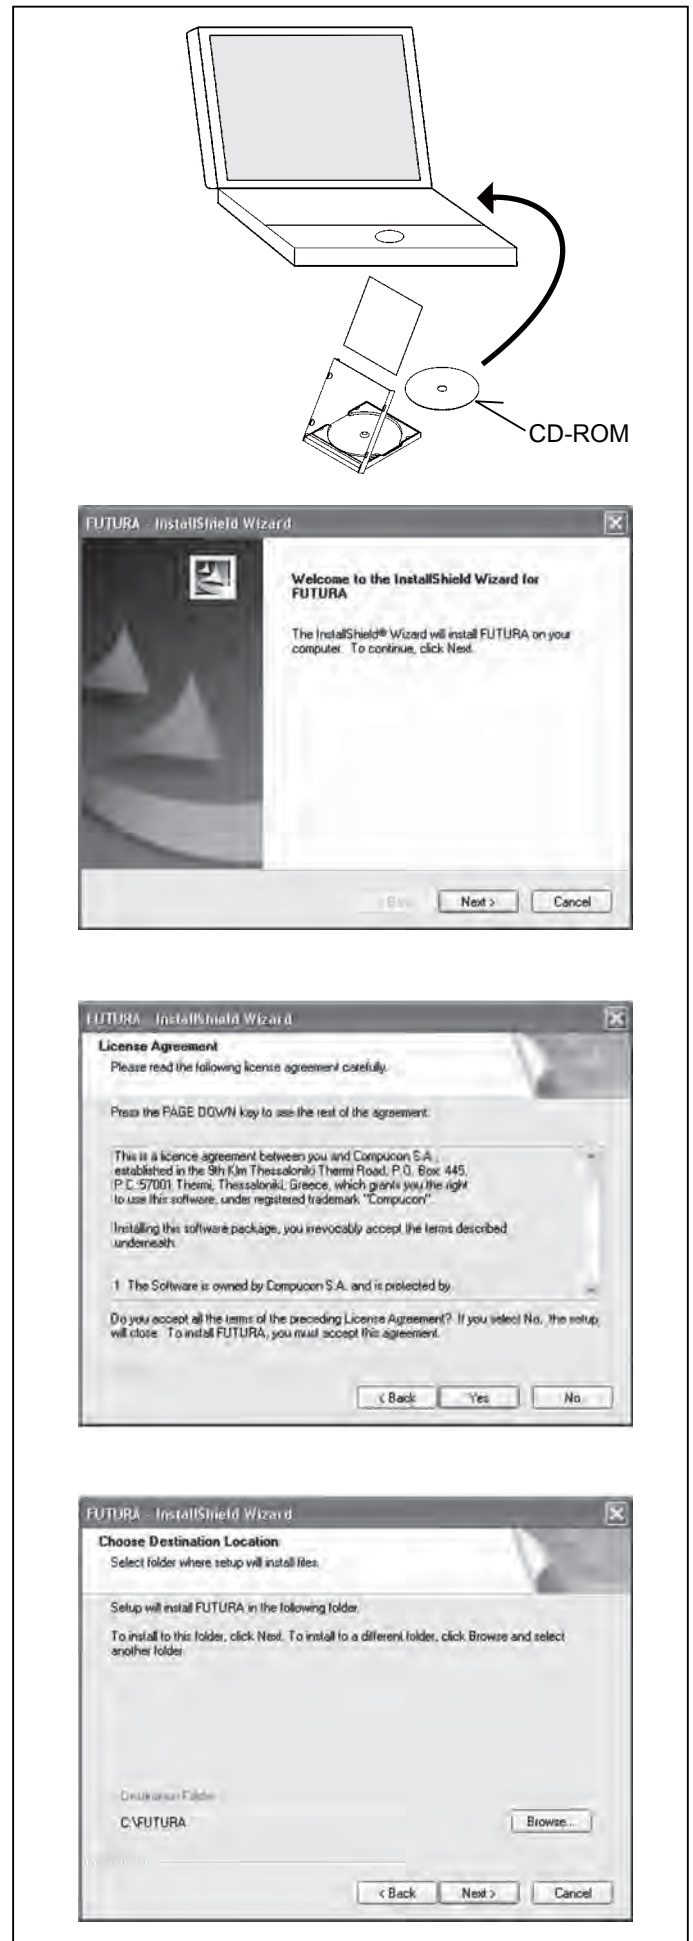 CD-ROM
FUTURA - InstallShield Wizard
Welcome to the InstallShield Wizard for
FUTURA
The InstallShield® Wizard will install FUTURA on your
computer. To continue, click Next.
< Back
Next >
Cancel
FUTURA - InstallShield Wizard
License Agreement
Please read the following license agreement carefully.
Press the PAGE DOWN key to see the rest of the agreement.
This is a licence agreement between you and Compucon S.A.,
established in the 9th Klm Thessaloniki Thermi Road, P.O. Box 445,
P.C. 57001 Thermi, Thessaloniki, Greece, which grants you the right
to use this software, under registered trademark "Compucon".
Installing this software package, you irrevocably accept the terms described
underneath.
1 The Software is owned by Compucon S.A. and is protected by
Do you accept all the terms of the preceding License Agreement? If you select No, the setup
will close. To install FUTURA, you must accept this agreement.
< Back
Yes
No
FUTURA - InstallShield Wizard
Choose Destination Location
Select folder where setup will install files.
Setup will install FUTURA in the following folder.
To install to this folder, click Next. To install to a different folder, click Browse and select
another folder.
Destination Folder
C:\FUTURA
Browse...
< Back
Next >
Cancel